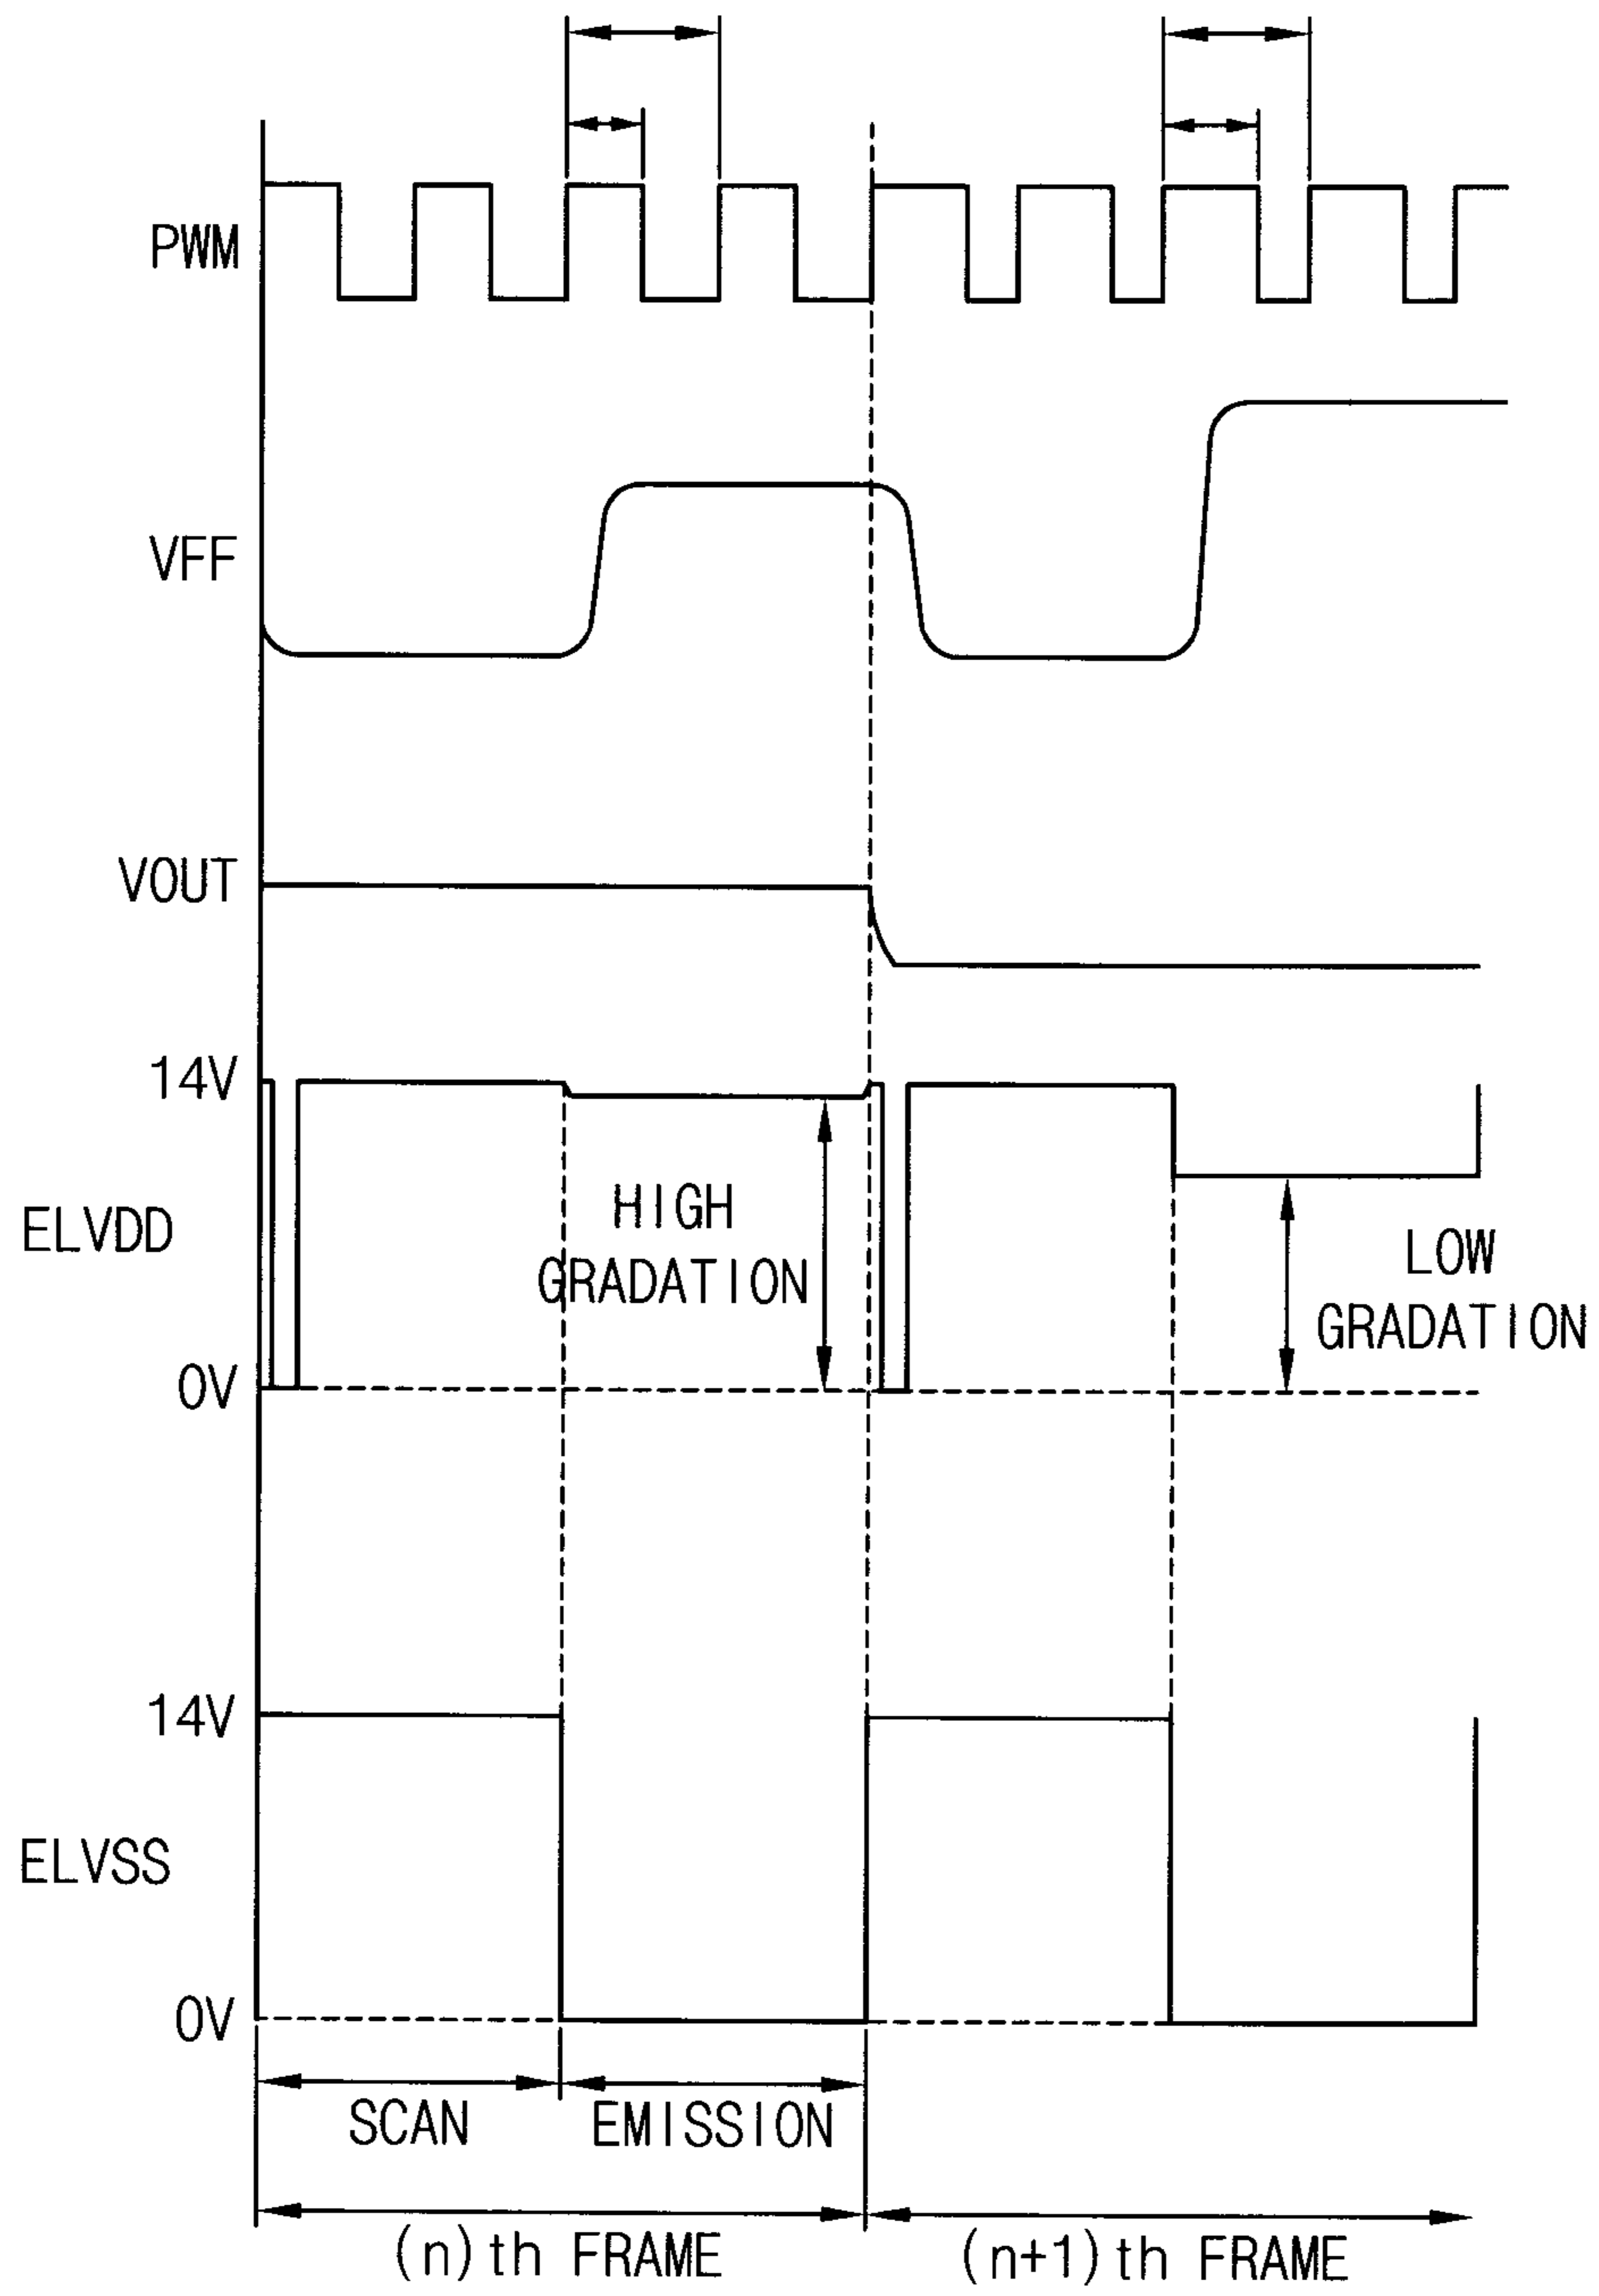 PWM
VFF
VOUT
14V
ELVDD
HIGH
GRADATION
LOW
GRADATION
0V
14V
ELVSS
0V
SCAN
EMISSION
(n)th FRAME
(n+1)th FRAME